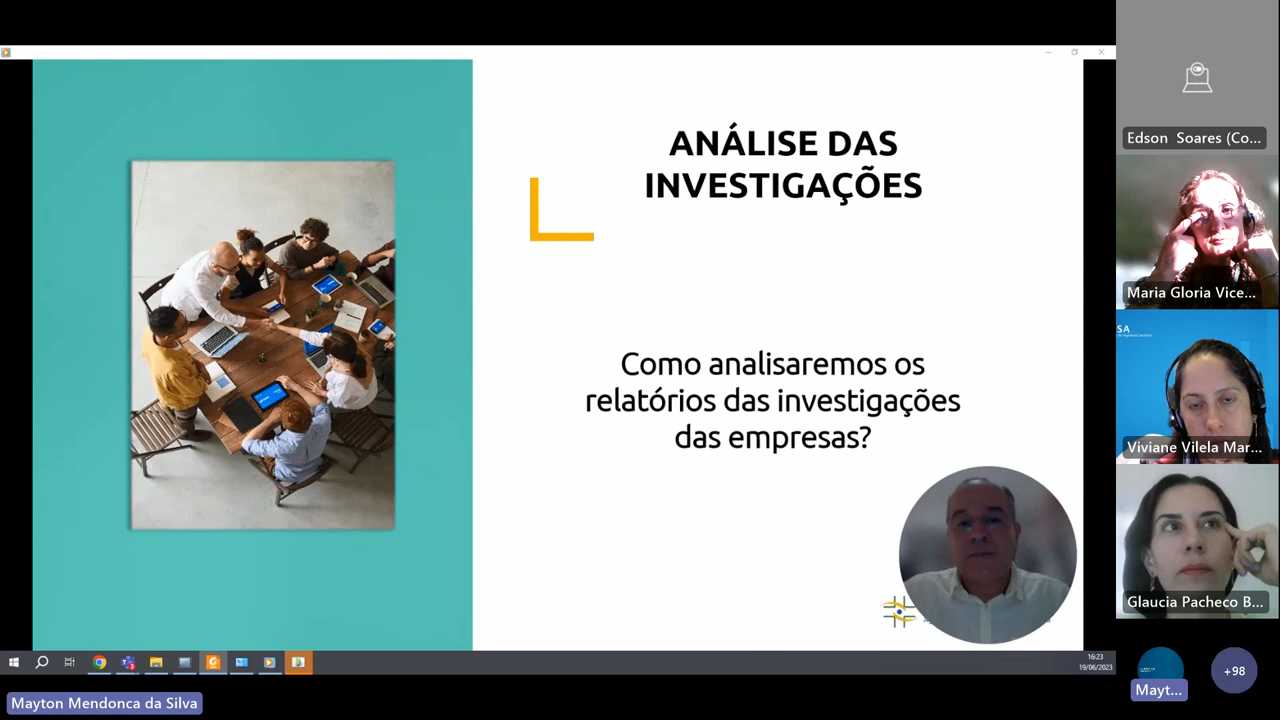 ANÁLISE DAS
INVESTIGAÇÕES
Como analisaremos os
relatórios das investigações
das empresas?
16:23
19/06/2023
Mayton Mendonca da Silva
Edson Soares (Co...
Maria Gloria Vice...
SA
Viviane Vilela Mar...
Glaucia Pacheco B...
Mayt...
+98